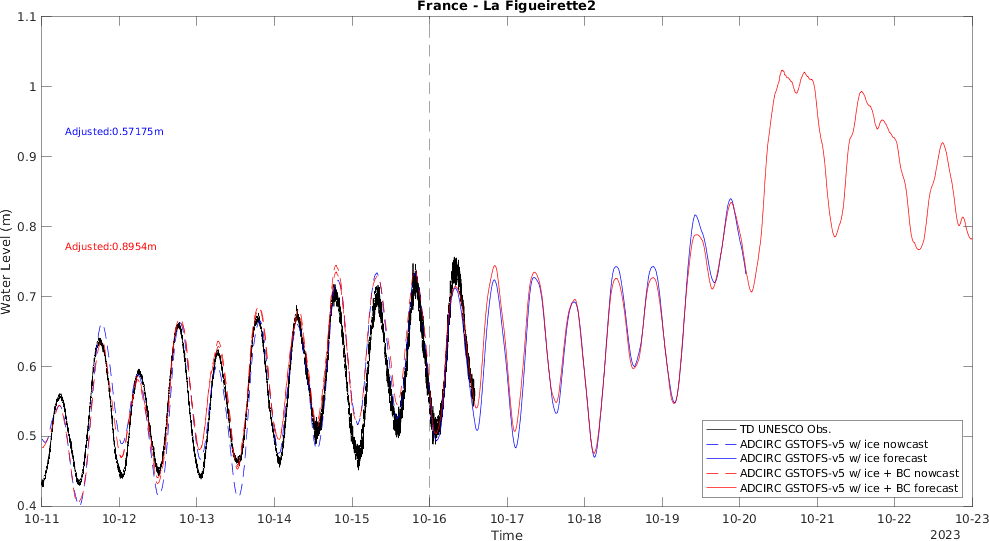 France - La Figueirette2
1.1
1
0.9
0.8
0.7
0.6
0.5
0.4
Water Level (m)
Adjusted:0.57175m
Adjusted:0.8954m
TD UNESCO Obs.
ADCIRC GSTOFS-v5 w/ ice nowcast
ADCIRC GSTOFS-v5 w/ ice forecast
ADCIRC GSTOFS-v5 w/ ice + BC nowcast
ADCIRC GSTOFS-v5 w/ ice + BC forecast
10-11 10-12 10-13 10-14 10-15 10-16 10-17 10-18 10-19 10-20 10-21 10-22 10-23
Time
2023